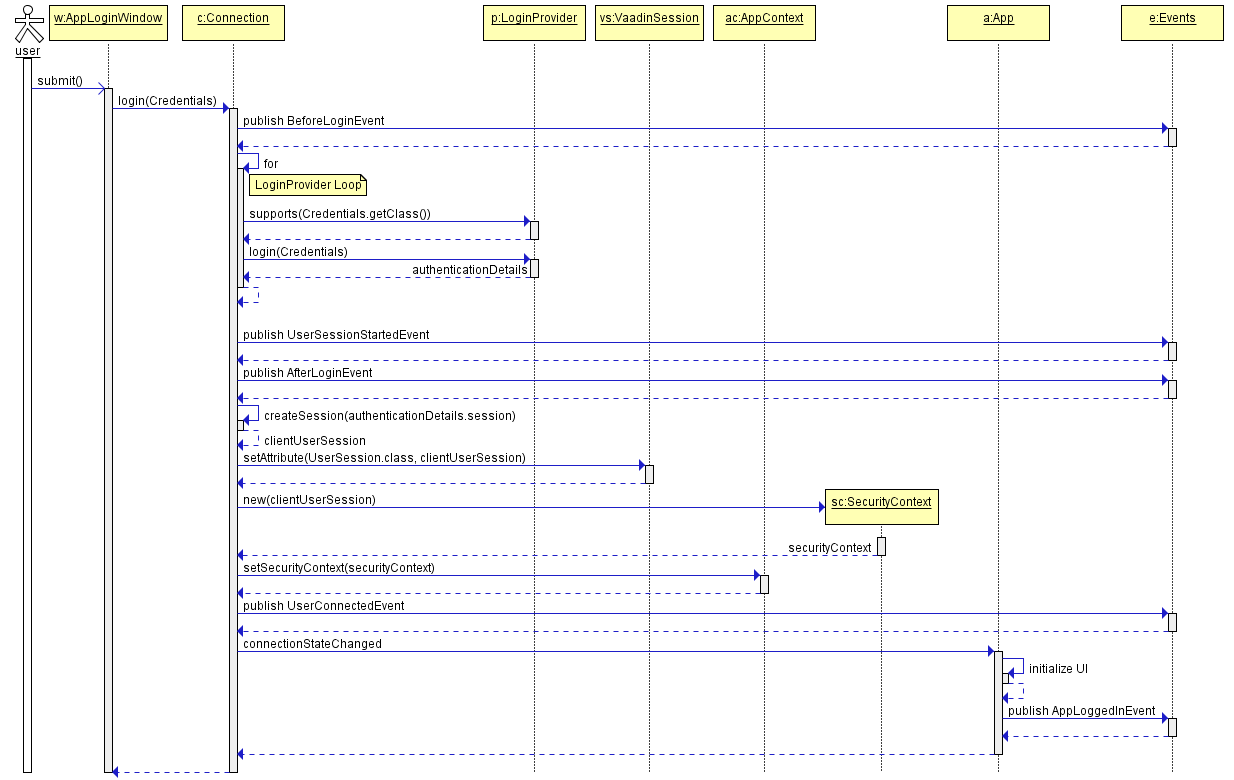 w:AppLoginWindow
c:Connection
p:LoginProvider
vs:VaadinSession
ac:AppContext
a:App
e:Events
user
submit()
login(Credentials)
publish BeforeLoginEvent
for
LoginProvider Loop
supports(Credentials.getClass())
login(Credentials)
authenticationDetails
publish UserSessionStartedEvent
publish AfterLoginEvent
createSession(authenticationDetails.session)
clientUserSession
setAttribute(UserSession.class, clientUserSession)
new(clientUserSession)
sc:SecurityContext
securityContext
setSecurityContext(securityContext)
publish UserConnectedEvent
connectionStateChanged
initialize UI
publish AppLoggedInEvent